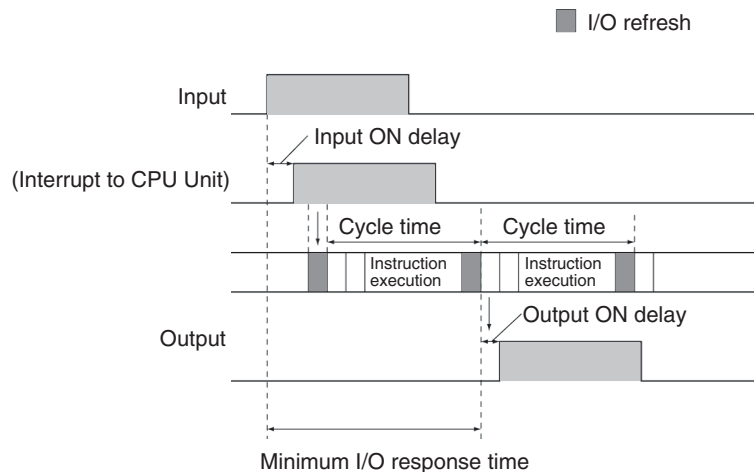 I/O refresh
Input
Input ON delay
(Interrupt to CPU Unit)
Cycle time
Cycle time
Instruction
execution
Instruction
execution
Output ON delay
Output
Minimum I/O response time